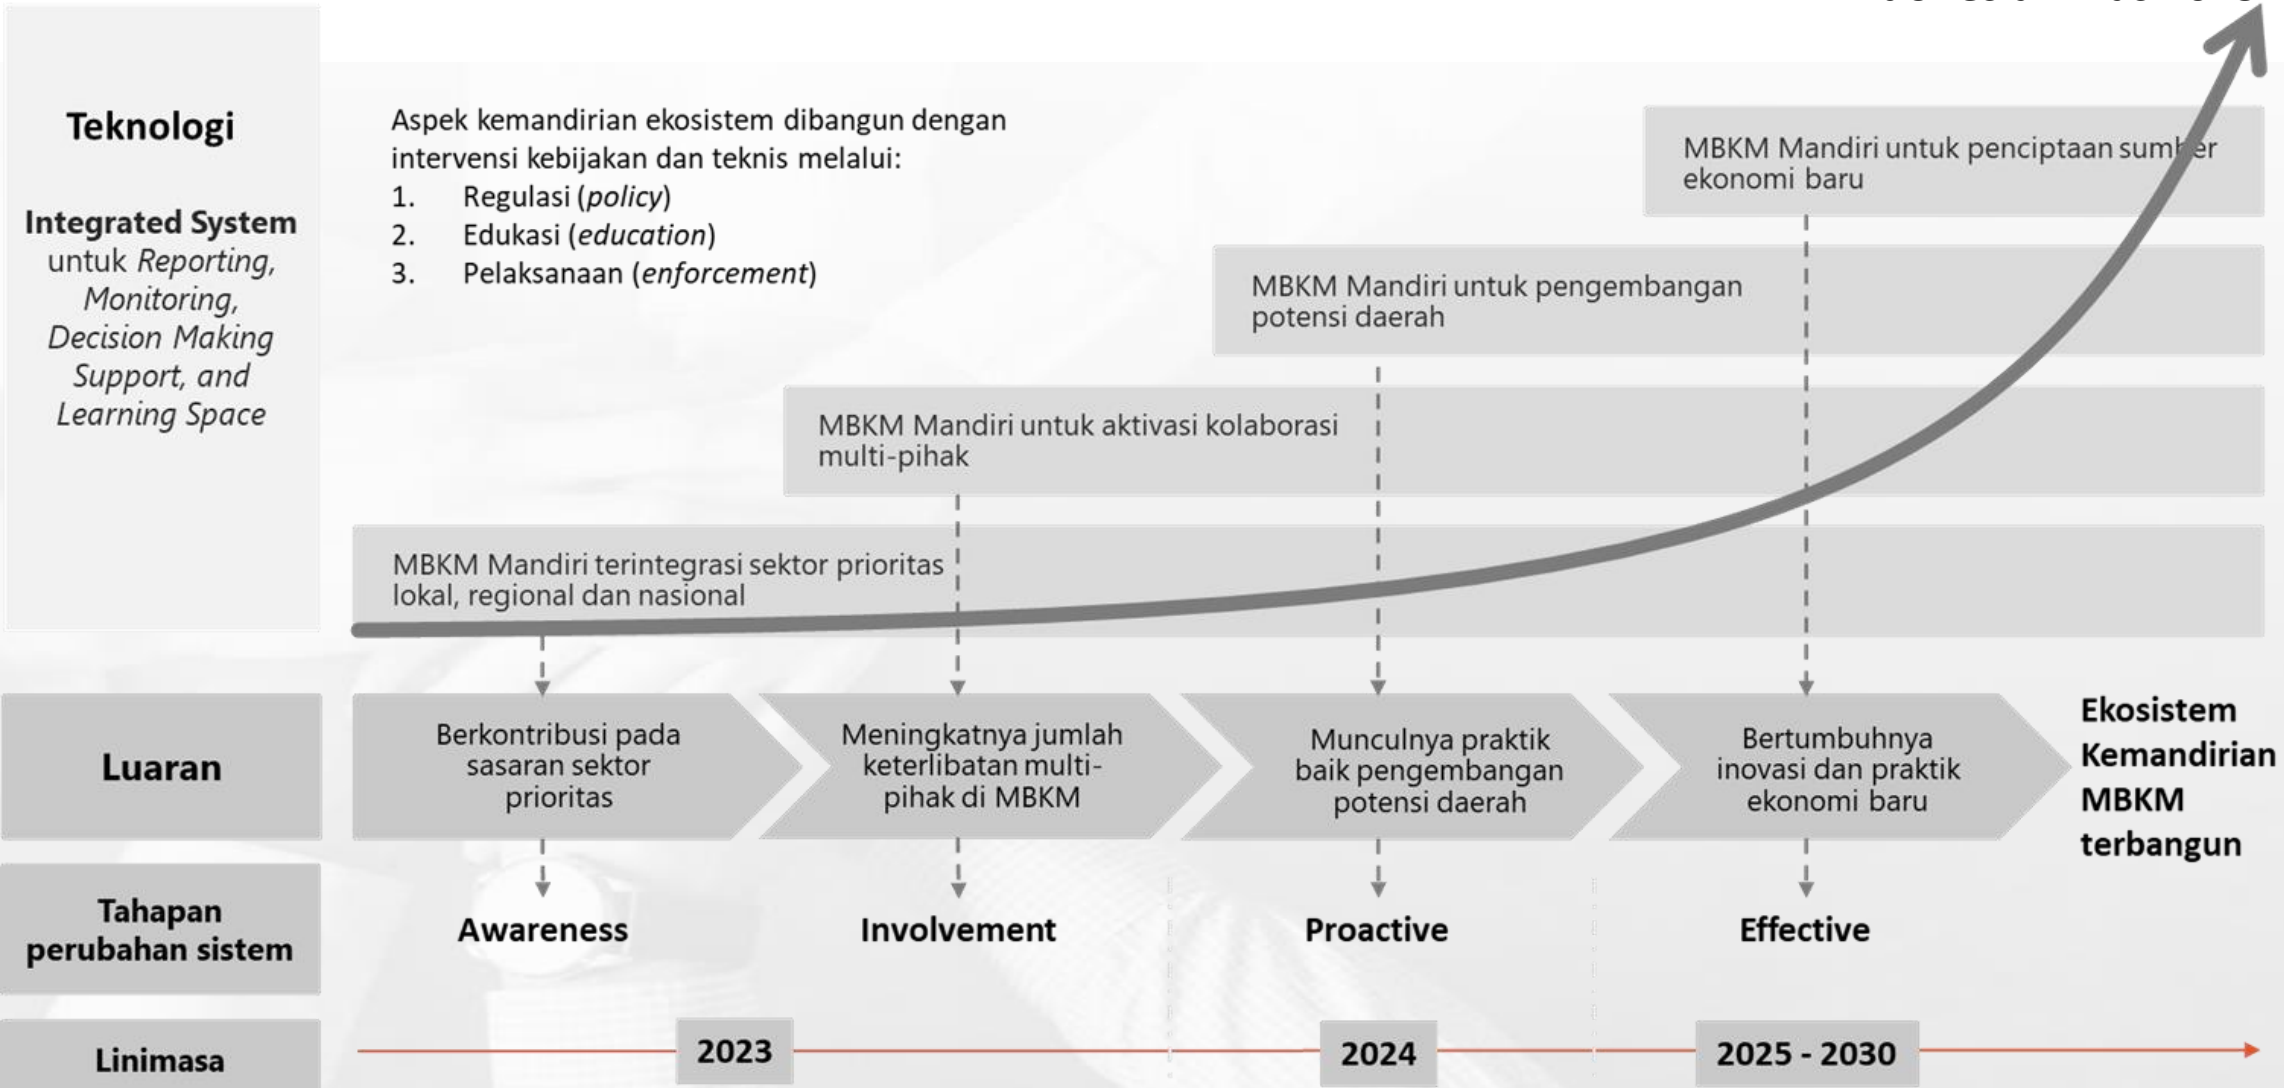 Teknologi
Integrated System
untuk Reporting,
Monitoring,
Decision Making
Support, and
Learning Space
Aspek kemandirian ekosistem dibangun dengan
intervensi kebijakan dan teknis melalui:
1. Regulasi (policy)
2. Edukasi (education)
3. Pelaksanaan (enforcement)
MBKM Mandiri untuk penciptaan sumber
ekonomi baru
MBKM Mandiri untuk pengembangan
potensi daerah
MBKM Mandiri untuk aktivasi kolaborasi
multi-pihak
MBKM Mandiri terintegrasi sektor prioritas
lokal, regional dan nasional
Luaran
Berkontribusi pada
sasaran sektor
prioritas
Meningkatnya jumlah
keterlibatan multi-
pihak di MBKM
Munculnya praktik
baik pengembangan
potensi daerah
Bertumbuhnya
inovasi dan praktik
ekonomi baru
Ekosistem
Kemandirian
MBKM
terbangun
Tahapan
perubahan sistem
Awareness
Involvement
Proactive
Effective
Linimasa
2023
2024
2025 - 2030